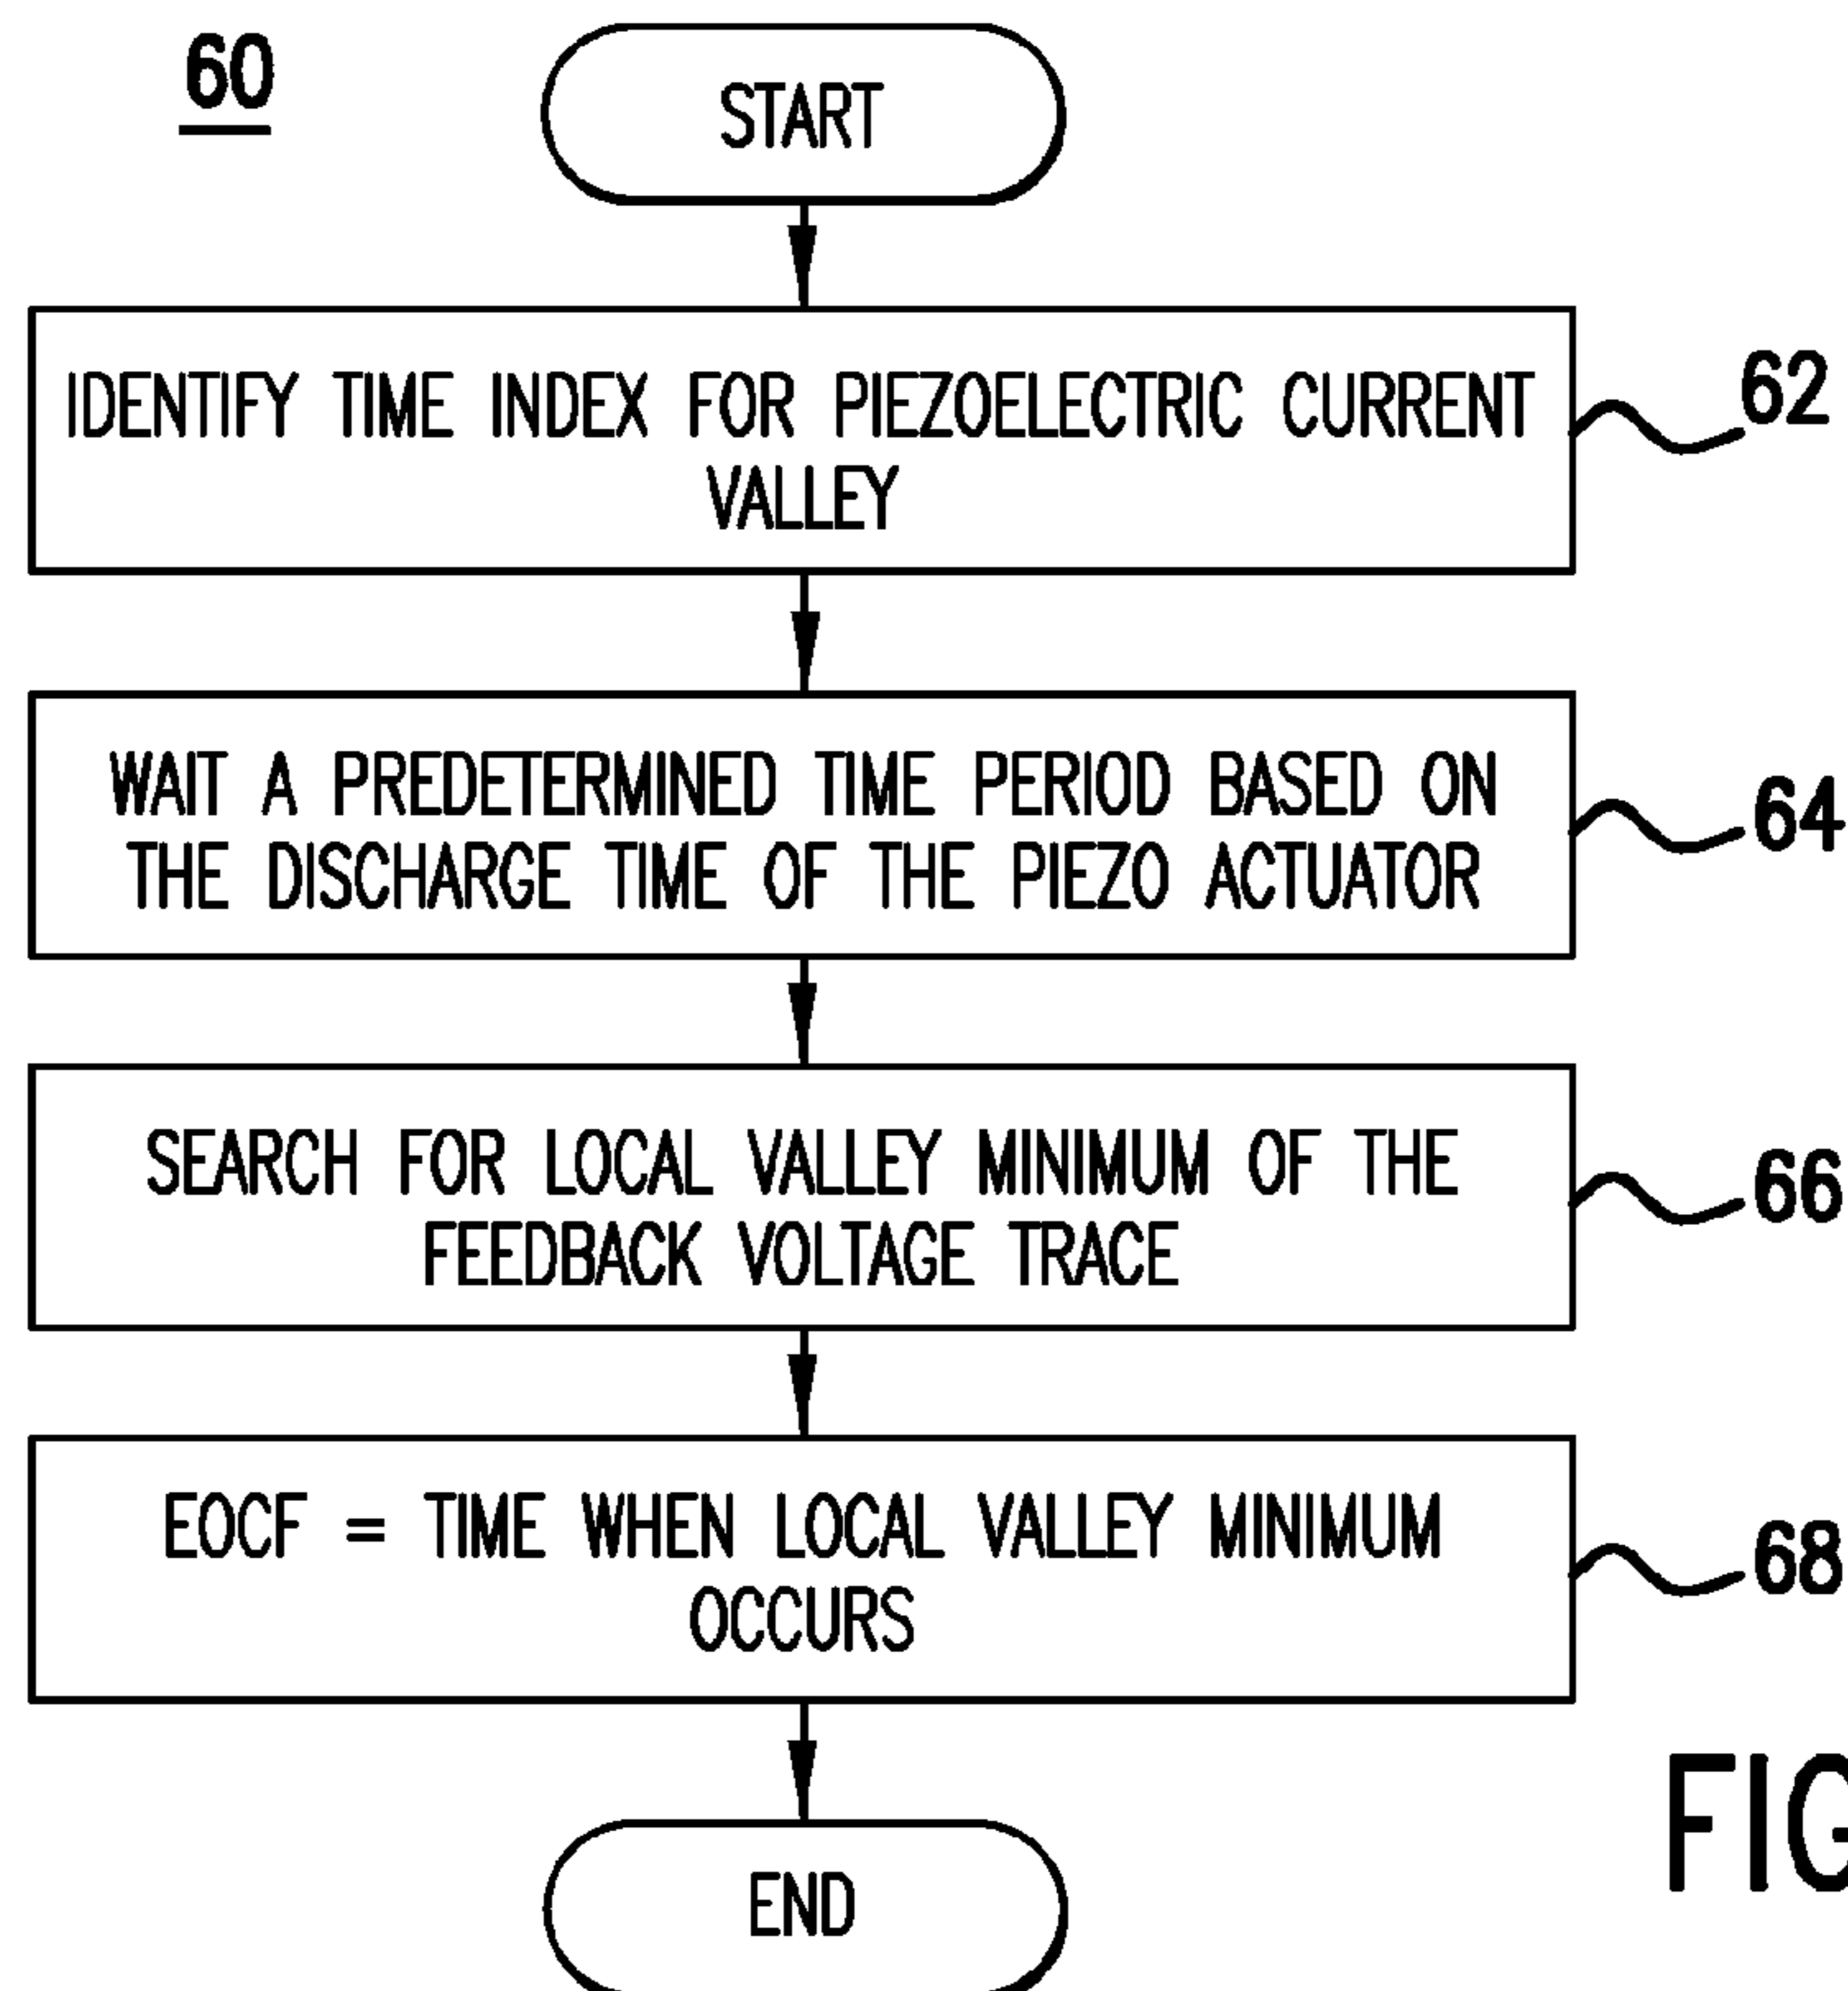 60
START
IDENTIFY TIME INDEX FOR PIEZOELECTRIC CURRENT
VALLEY
62
WAIT A PREDETERMINED TIME PERIOD BASED ON
THE DISCHARGE TIME OF THE PIEZO ACTUATOR
64
SEARCH FOR LOCAL VALLEY MINIMUM OF THE
FEEDBACK VOLTAGE TRACE
66
EOCF = TIME WHEN LOCAL VALLEY MINIMUM
OCCURS
68
FIG
END